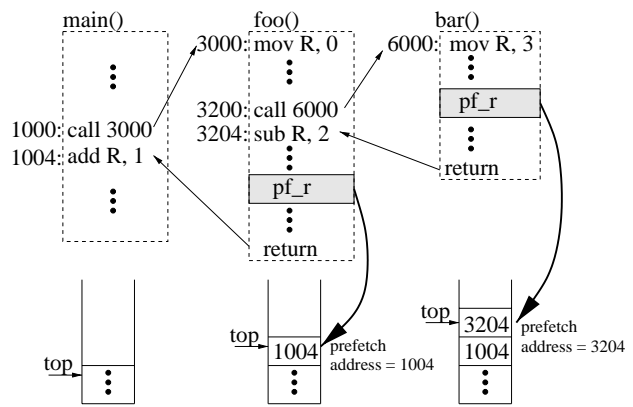 main()
foo()
bar()
3000: mov R, 0
6000: mov R, 3
pf_r
1000: call 3000
3200: call 6000
1004: add R, 1
3204: sub R, 2
return
pf_r
return
top
3204
prefetch
address = 3204
top
1004
prefetch
address = 1004
1004
top